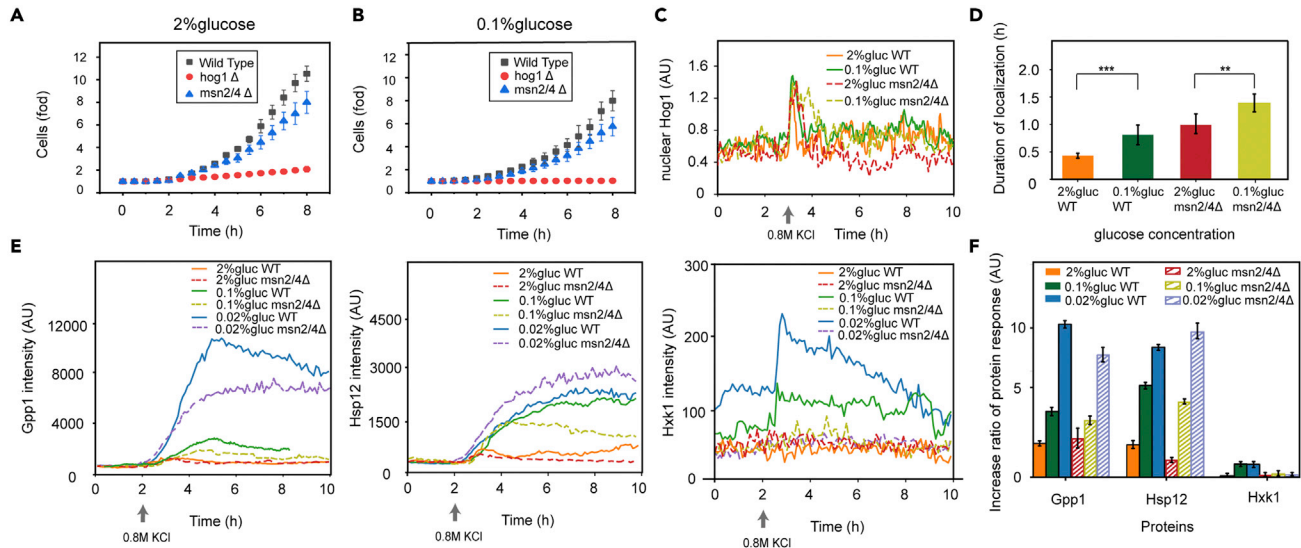 A
2%glucose
Cells (fod)
12
10
8
6
4
2
0
Wild Type
hog1 Δ
msn2/4 Δ
0 2 4 6 8
Time (h)
B
0.1%glucose
Cells (fod)
12
10
8
6
4
2
0
Wild Type
hog1 Δ
msn2/4 Δ
0 2 4 6 8
Time (h)
C
nuclear Hog1 (AU)
1.6
1.2
0.8
0.4
0
2%gluc WT
0.1%gluc WT
2%gluc msn2/4Δ
0.1%gluc msn2/4Δ
0 2 4 6 8 10
0.8M KCl
Time (h)
D
Duration of localization (h)
2.0
1.5
1.0
0.5
0
***
**
2%gluc WT
0.1%gluc WT
2%gluc msn2/4Δ
0.1%gluc msn2/4Δ
glucose concentration
E
Gpp1 intensity (AU)
12000
8000
4000
0
2%gluc WT
2%gluc msn2/4Δ
0.1%gluc WT
0.1%gluc msn2/4Δ
0.02%gluc WT
0.02%gluc msn2/4Δ
0 2 4 6 8 10
Time (h)
0.8M KCl
Hsp12 intensity (AU)
4500
3000
1500
0
2%gluc WT
2%gluc msn2/4Δ
0.1%gluc WT
0.1%gluc msn2/4Δ
0.02%gluc WT
0.02%gluc msn2/4Δ
0 2 4 6 8 10
Time (h)
0.8M KCl
Hxk1 intensity (AU)
300
200
100
0
2%gluc WT
2%gluc msn2/4Δ
0.1%gluc WT
0.1%gluc msn2/4Δ
0.02%gluc WT
0.02%gluc msn2/4Δ
0 2 4 6 8 10
Time (h)
0.8M KCl
F
Increase ratio of protein response (AU)
10
5
0
2%gluc WT
0.1%gluc WT
0.02%gluc WT
2%gluc msn2/4Δ
0.1%gluc msn2/4Δ
0.02%gluc msn2/4Δ
Gpp1 Hsp12 Hxk1
Proteins